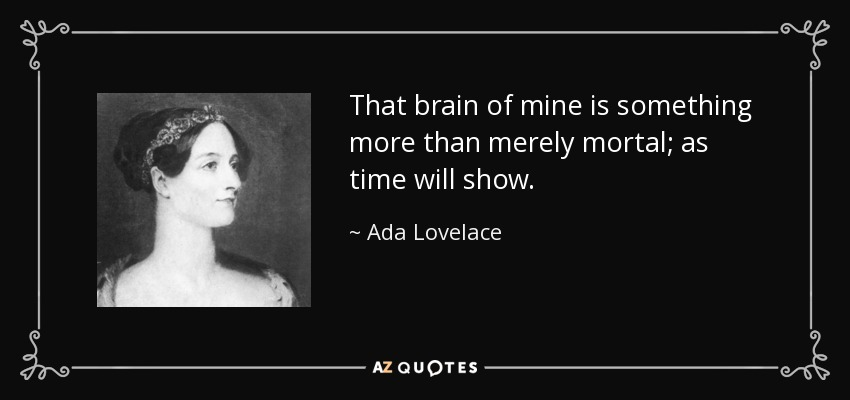 That brain of mine is something
more than merely mortal; as
time will show.
~ Ada Lovelace
AZ QUOTES